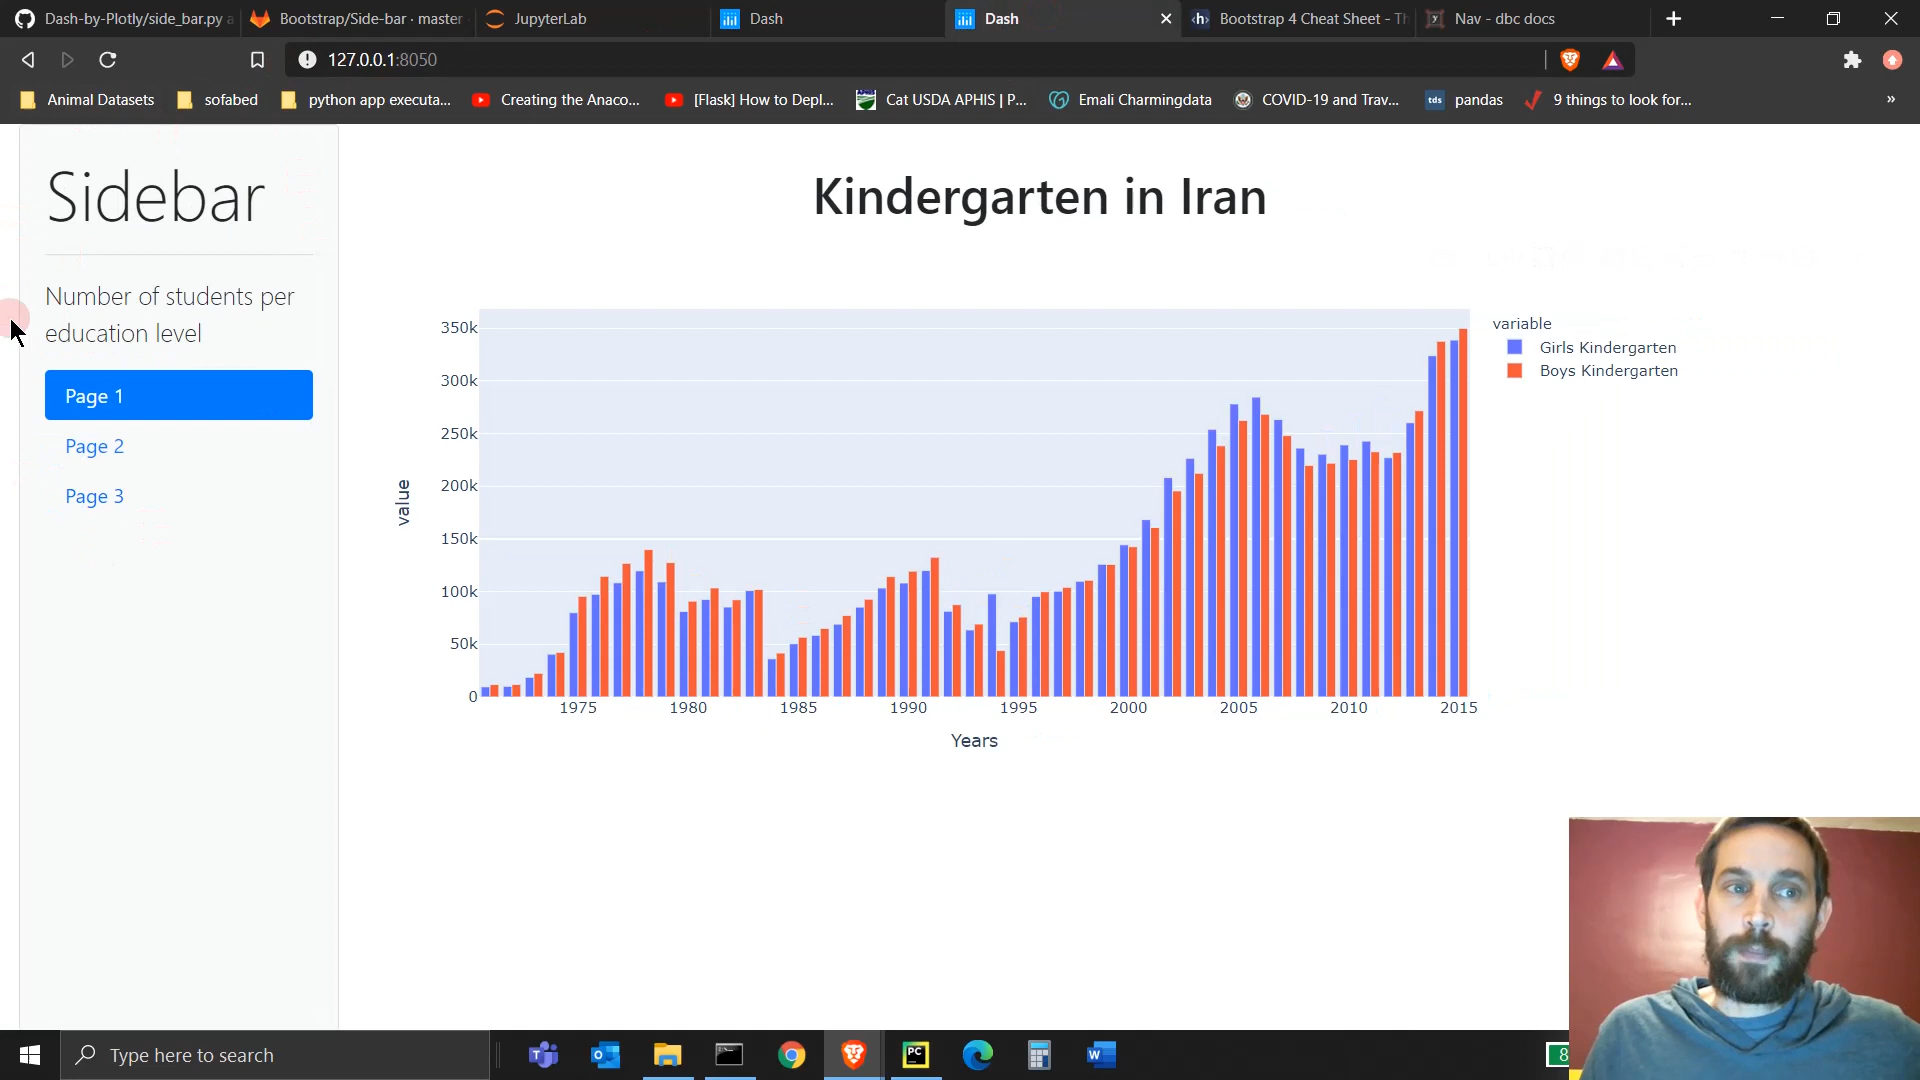 Dash-by-Plotly/side_bar.py a
Bootstrap/Side-bar · master
JupyterLab
Dash
Dash
Bootstrap 4 Cheat Sheet - Th
Nav - dbc docs
127.0.0.1:8050
Animal Datasets
sofabed
python app executa...
Creating the Anaco...
[Flask] How to Depl...
Cat USDA APHIS | P...
Emali Charmingdata
COVID-19 and Trav...
tds
pandas
9 things to look for...
»
Sidebar
Number of students per
education level
Page 1
Page 2
Page 3
Kindergarten in Iran
350k
300k
250k
200k
150k
100k
50k
0
value
1975 1980 1985 1990 1995 2000 2005 2010 2015
Years
variable
Girls Kindergarten
Boys Kindergarten
Type here to search
PC
8